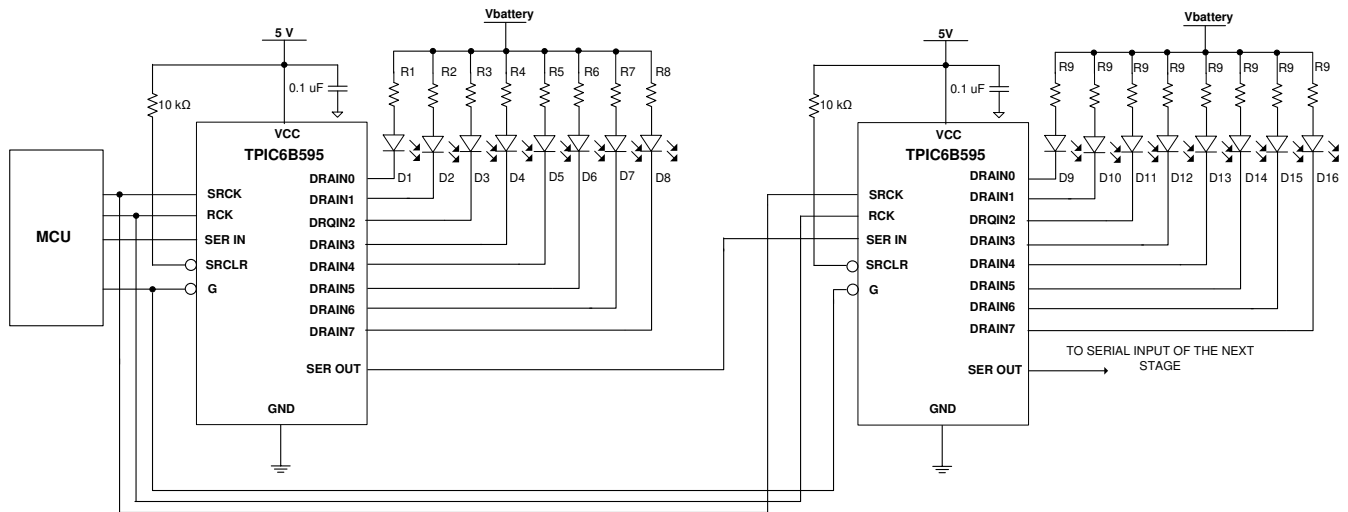 Vbattery
5 V
R1 R2 R3 R4 R5 R6 R7 R8
0.1 uF
10 kΩ
VCC
TPIC6B595
D1 D2 D3 D4 D5 D6 D7 D8
MCU
SRCK
RCK
SER IN
SRCLR
G
DRAIN0
DRAIN1
DRQIN2
DRAIN3
DRAIN4
DRAIN5
DRAIN6
DRAIN7
SER OUT
GND
Vbattery
5V
R9 R9 R9 R9 R9 R9 R9 R9
0.1 uF
10 kΩ
VCC
TPIC6B595
D9 D10 D11 D12 D13 D14 D15 D16
SRCK
RCK
SER IN
SRCLR
G
DRAIN0
DRAIN1
DRQIN2
DRAIN3
DRAIN4
DRAIN5
DRAIN6
DRAIN7
SER OUT
GND
TO SERIAL INPUT OF THE NEXT
STAGE